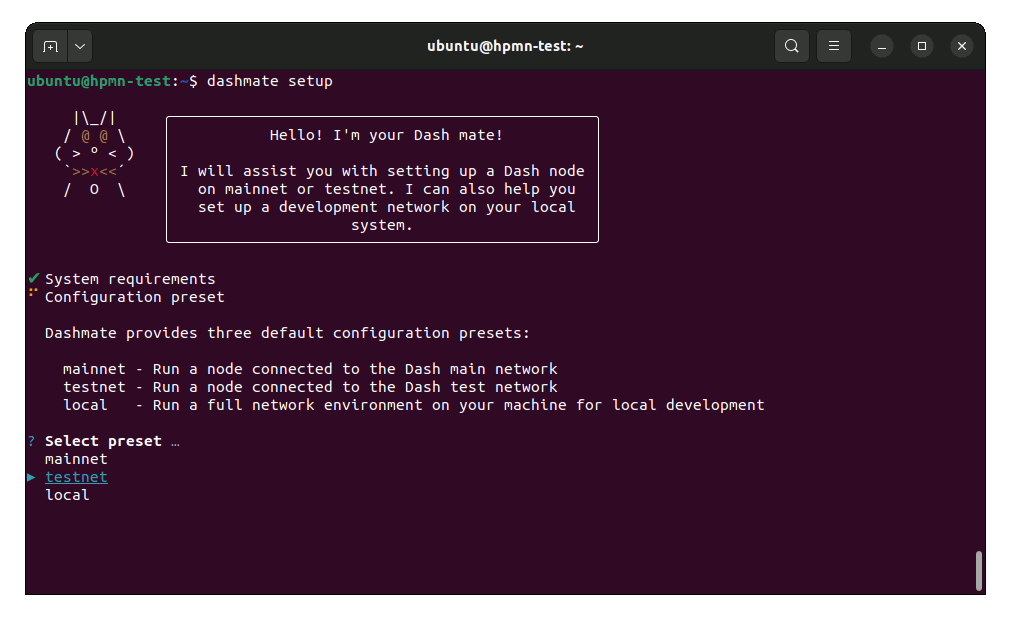 ubuntu@hpmn-test: ~
ubuntu@hpmn-test:~$ dashmate setup
|\_/|
/ @ @ \
( > º < )
`>>x<<´
/  O  \
Hello! I'm your Dash mate!
I will assist you with setting up a Dash node
on mainnet or testnet. I can also help you
set up a development network on your local
system.
✔ System requirements
⠋ Configuration preset
Dashmate provides three default configuration presets:
mainnet - Run a node connected to the Dash main network
testnet - Run a node connected to the Dash test network
local   - Run a full network environment on your machine for local development
? Select preset …
mainnet
▸ testnet
local